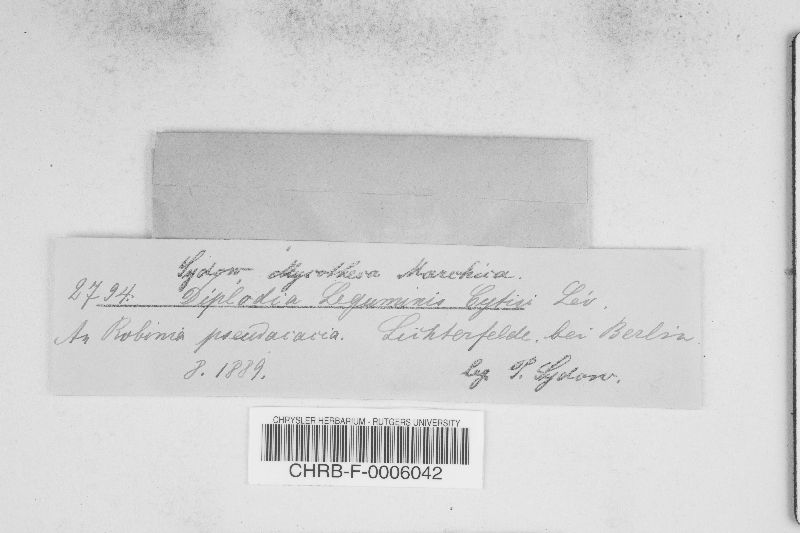 Sydow, Mycotheca Marchica.
2794. Diplodia Leguminis Cytisi Lév.
An Robinia pseudacacia. Lichterfelde bei Berlin.
8. 1889. leg. P. Sydow.
CHRYSLER HERBARIUM - RUTGERS UNIVERSITY
CHRB-F-0006042